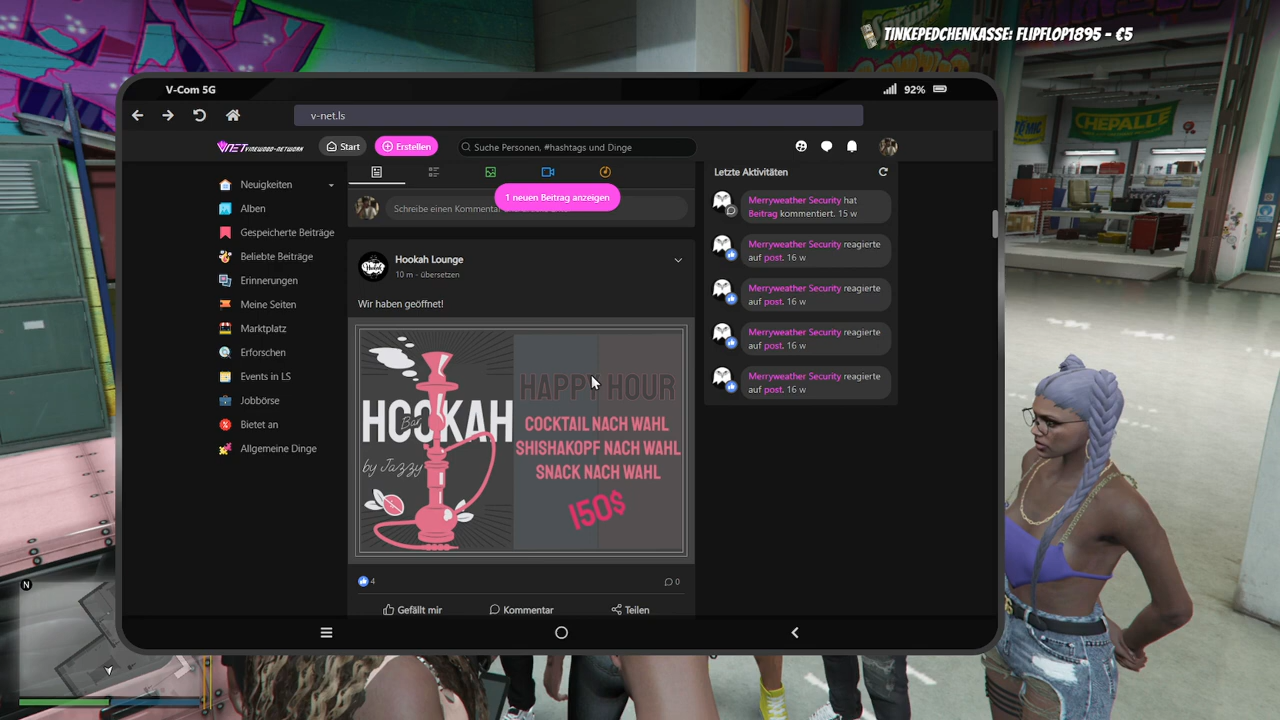 TINKEPEDCHENKASSE: FLIPFLOP1895 - €5
V-Com 5G
92%
v-net.ls
VNET VINEWOOD-NETWORK
Start
Erstellen
Suche Personen, #hashtags und Dinge
Neuigkeiten
Alben
Gespeicherte Beiträge
Beliebte Beiträge
Erinnerungen
Meine Seiten
Marktplatz
Erforschen
Events in LS
Jobbörse
Bietet an
Allgemeine Dinge
1 neuen Beitrag anzeigen
Schreibe einen Kommentar
Hookah Lounge
10 m - übersetzen
Wir haben geöffnet!
HOOKAH
Bar
by Jazzy
HAPPY HOUR
COCKTAIL NACH WAHL
SHISHAKOPF NACH WAHL
SNACK NACH WAHL
150$
4
0
Gefällt mir
Kommentar
Teilen
Letzte Aktivitäten
Merryweather Security hat
Beitrag kommentiert. 15 w
Merryweather Security reagierte
auf post. 16 w
Merryweather Security reagierte
auf post. 16 w
Merryweather Security reagierte
auf post. 16 w
Merryweather Security reagierte
auf post. 16 w
Sprunk
ATOMIC
CHEPALLE
N